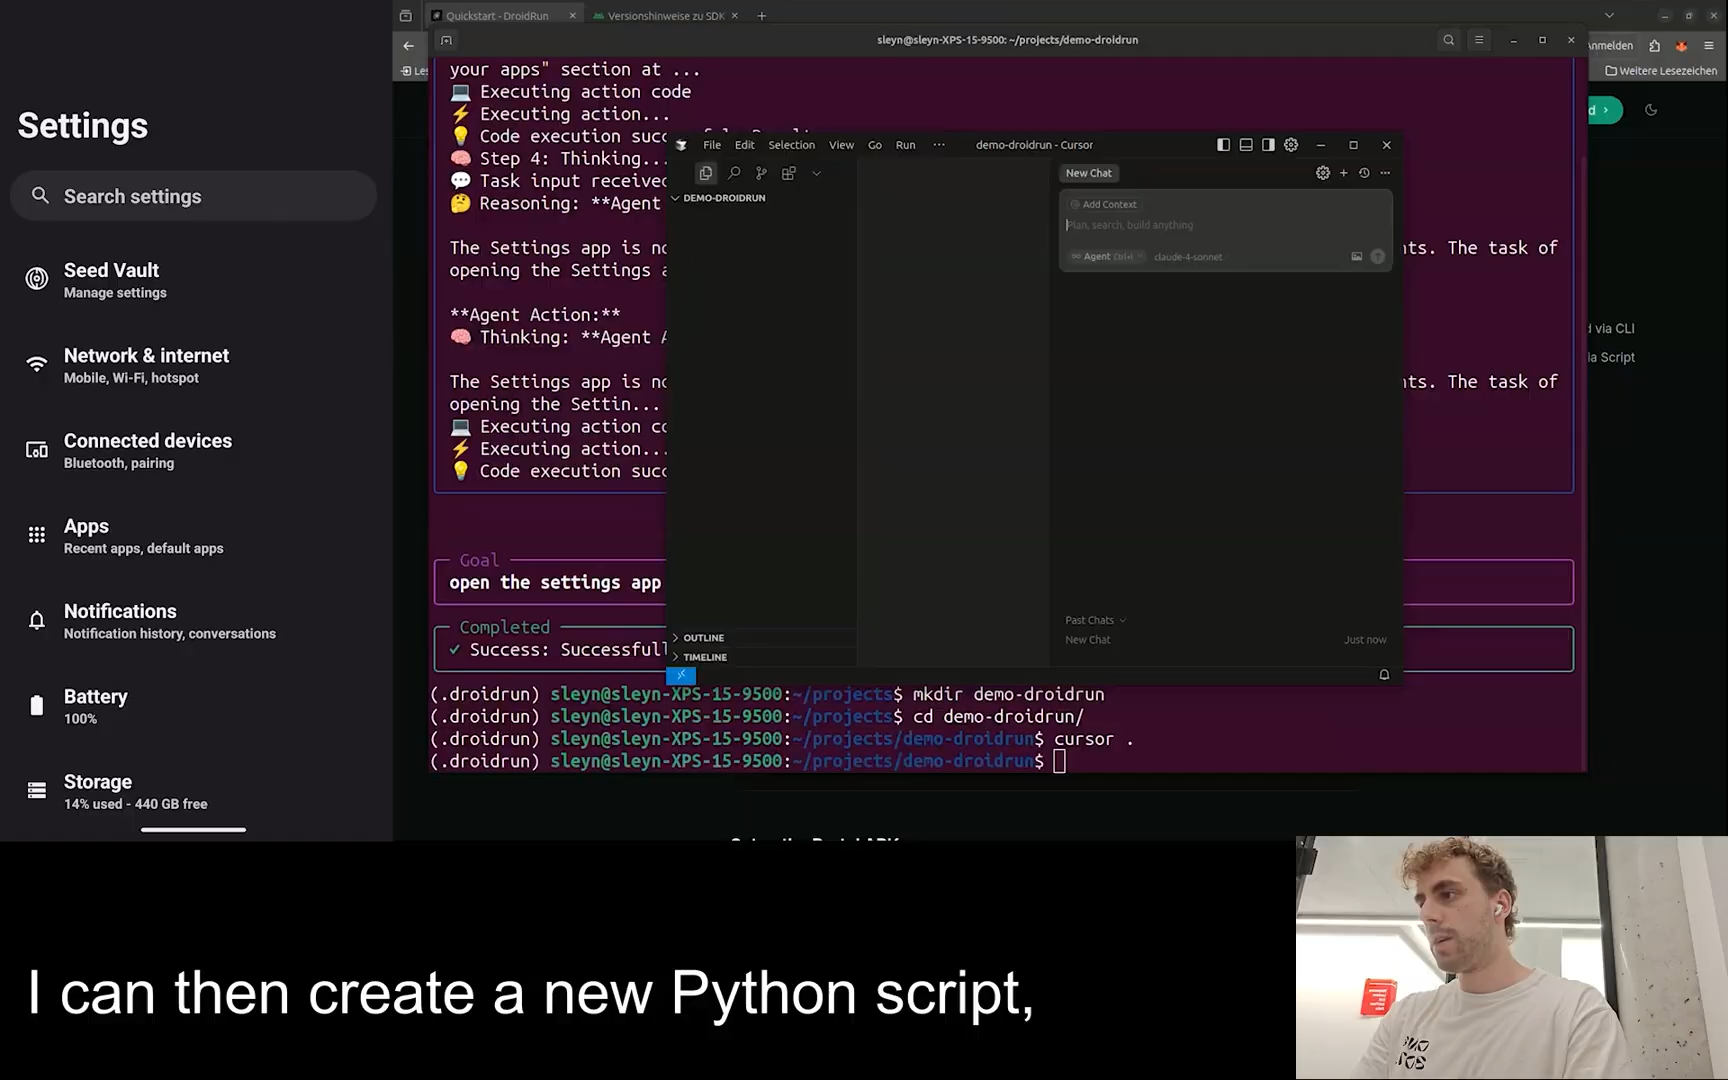 Settings
Search settings
Seed Vault
Manage settings
Network & internet
Mobile, Wi-Fi, hotspot
Connected devices
Bluetooth, pairing
Apps
Recent apps, default apps
Notifications
Notification history, conversations
Battery
100%
Storage
14% used - 440 GB free
Quickstart - DroidRun
Versionshinweise zu SDK
Anmelden
Weitere Lesezeichen
sleyn@sleyn-XPS-15-9500: ~/projects/demo-droidrun
your apps" section at ...
Executing action code
Executing action...
Code execution
Step 4: Thinking...
Task input received
Reasoning: **Agent
The Settings app is
nts. The task of
opening the Settings
**Agent Action:**
Thinking: **Agent
The Settings app is
nts. The task of
opening the Settin...
Executing action
Executing action...
Code execution
Goal
open the settings app
Completed
✓ Success:
(.droidrun) sleyn@sleyn-XPS-15-9500:~/projects$ mkdir demo-droidrun
(.droidrun) sleyn@sleyn-XPS-15-9500:~/projects$ cd demo-droidrun/
(.droidrun) sleyn@sleyn-XPS-15-9500:~/projects/demo-droidrun$ cursor .
(.droidrun) sleyn@sleyn-XPS-15-9500:~/projects/demo-droidrun$
File Edit Selection View Go Run ··· demo-droidrun - Cursor
DEMO-DROIDRUN
OUTLINE
TIMELINE
New Chat
Add Context
Plan, search, build anything
Agent Ctrl+I claude-4-sonnet
Past Chats
New Chat Just now
d via CLI
ia Script
I can then create a new Python script,